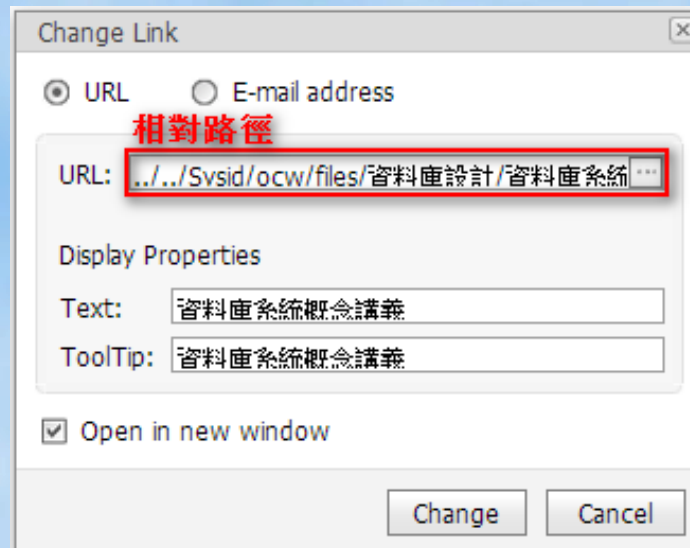 Change Link
URL
E-mail address
相對路徑
URL: ../../Svsid/ocw/files/資料庫設計/資料庫系統 ...
Display Properties
Text: 資料庫系統概念講義
ToolTip: 資料庫系統概念講義
Open in new window
Change
Cancel